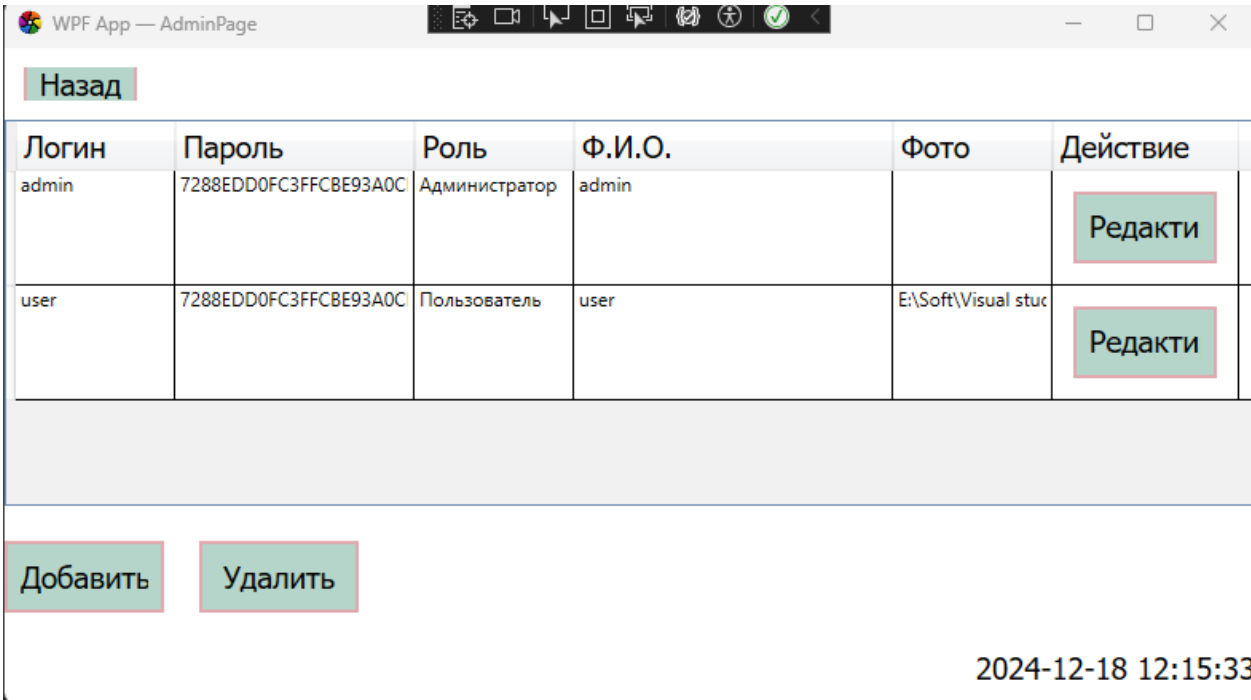 WPF App — AdminPage
Назад
Логин Пароль Роль Ф.И.О. Фото Действие
admin 7288EDD0FC3FFCBE93A0C Администратор admin Редакти
user 7288EDD0FC3FFCBE93A0C Пользователь user E:\Soft\Visual stud Редакти
Добавить Удалить
2024-12-18 12:15:33